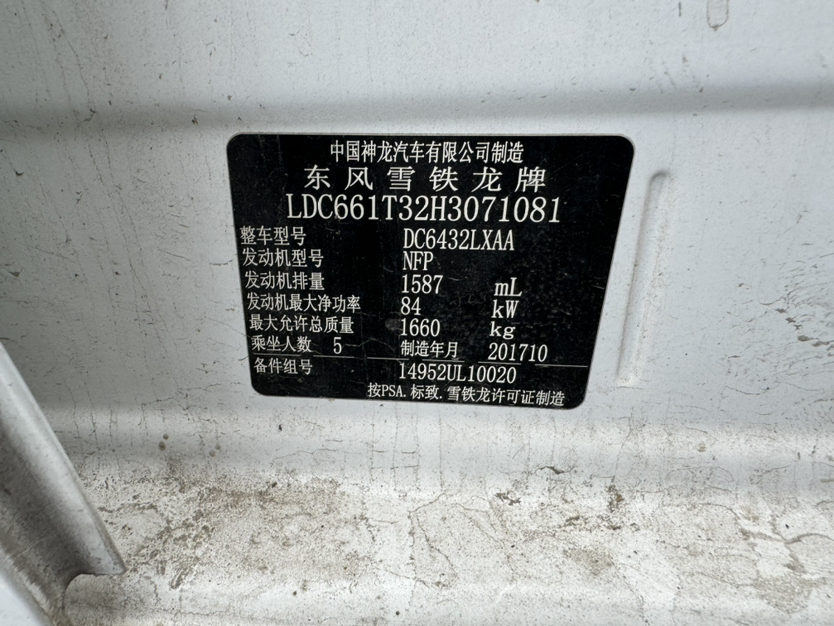 中国神龙汽车有限公司制造
东风雪铁龙牌
LDC661T32H3071081
整车型号 DC6432LXAA
发动机型号 NFP
发动机排量 1587 mL
发动机最大净功率 84 kW
最大允许总质量 1660 kg
乘坐人数 5 制造年月 201710
备件组号 14952UL10020
按PSA.标致.雪铁龙许可证制造